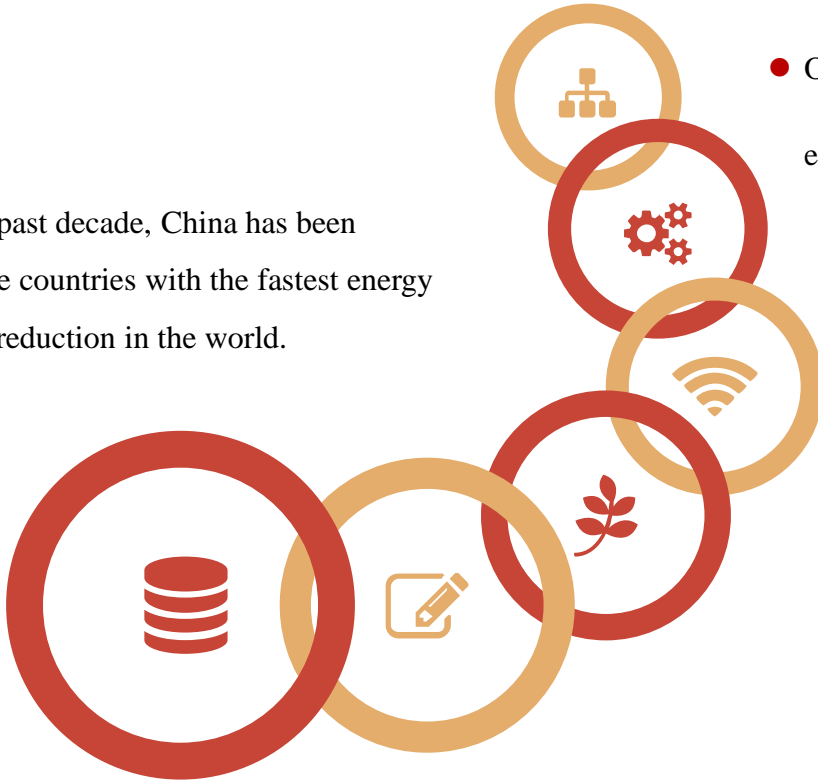 past decade, China has been
e countries with the fastest energy
reduction in the world.